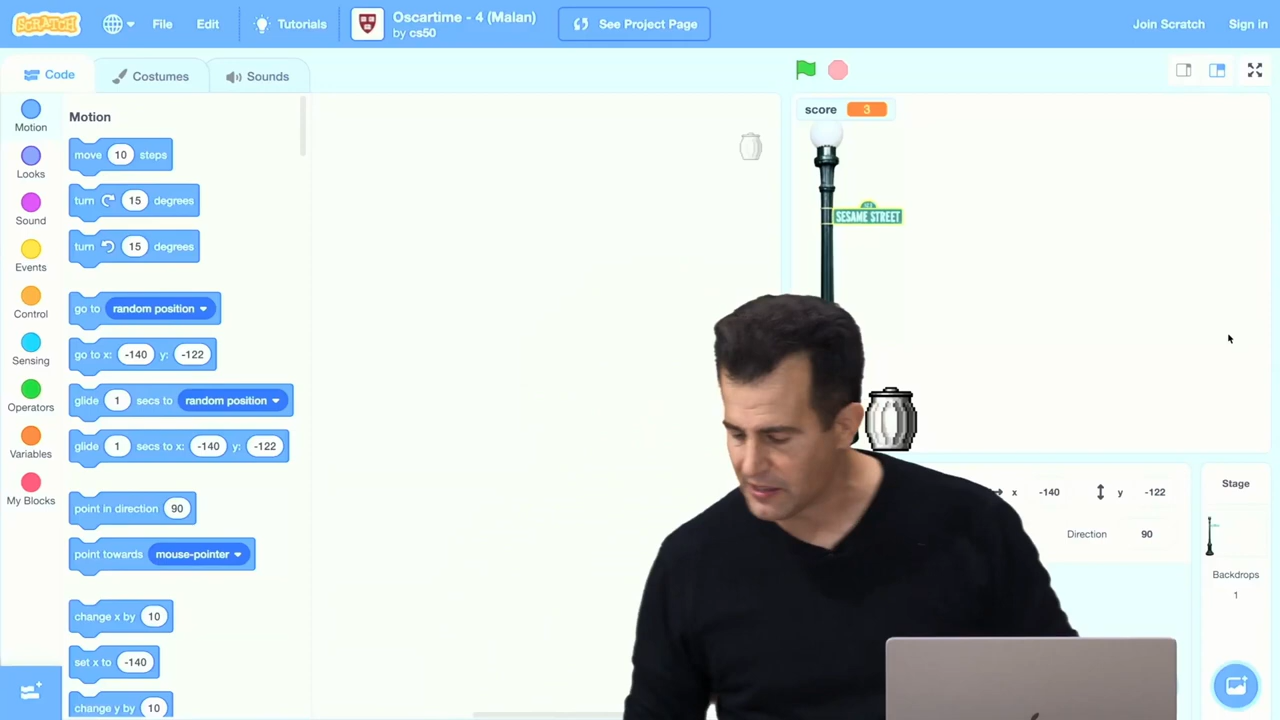 SCRATCH
File
Edit
Tutorials
Oscartime - 4 (Malan)
by cs50
See Project Page
Join Scratch
Sign in
Code
Costumes
Sounds
Motion
Looks
Sound
Events
Control
Sensing
Operators
Variables
My Blocks
Motion
move 10 steps
turn 15 degrees
turn 15 degrees
go to random position
go to x: -140 y: -122
glide 1 secs to random position
glide 1 secs to x: -140 y: -122
point in direction 90
point towards mouse-pointer
change x by 10
set x to -140
change y by 10
score 3
SESAME STREET
x -140 y -122
Direction 90
Stage
Backdrops
1